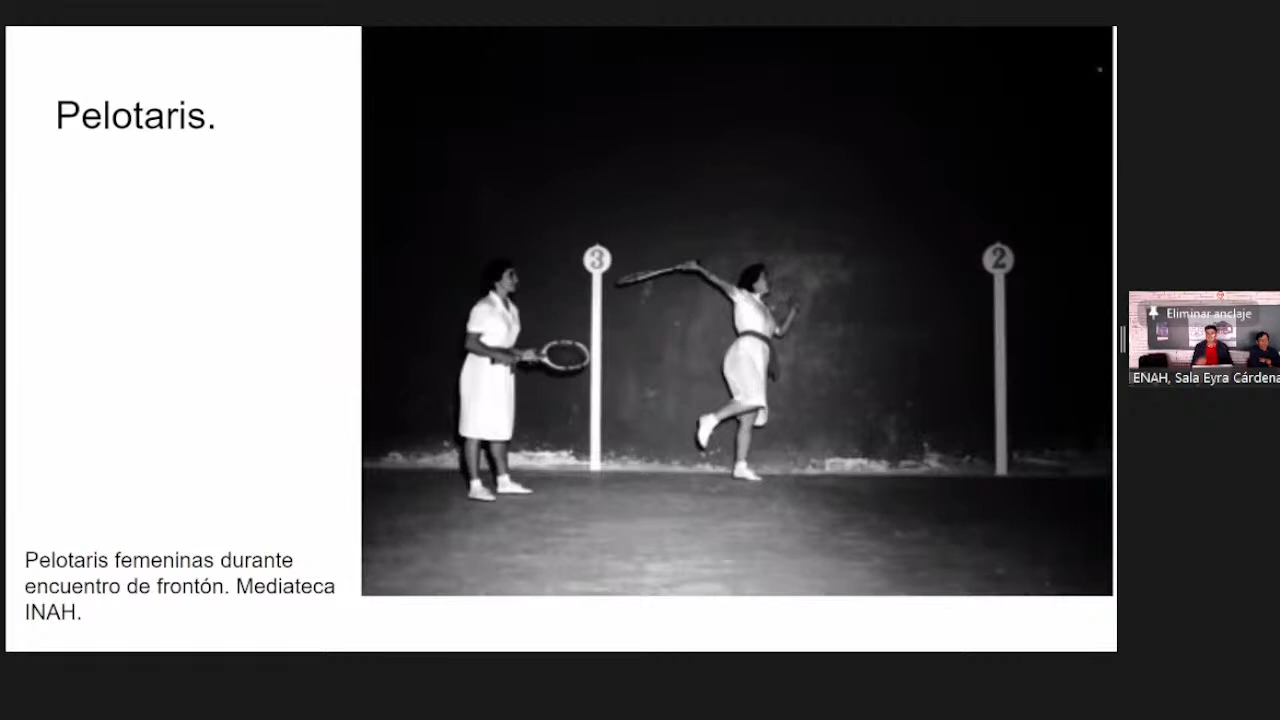 Pelotaris.
3
2
Eliminar anclaje
ENAH, Sala Eyra Cárdena
Pelotaris femeninas durante
encuentro de frontón. Mediateca
INAH.